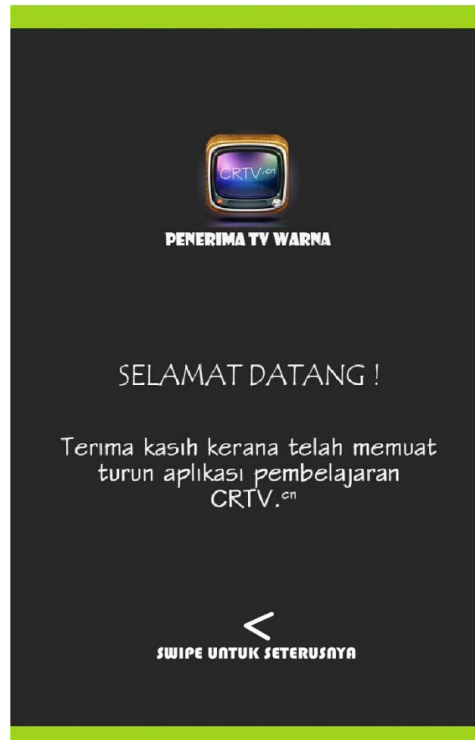 CRTV.cn
PENERIMA TV WARNA
SELAMAT DATANG !
Terima kasih kerana telah memuat
turun aplikasi pembelajaran
CRTV.cn
<
SWIPE UNTUK SETERUSNYA